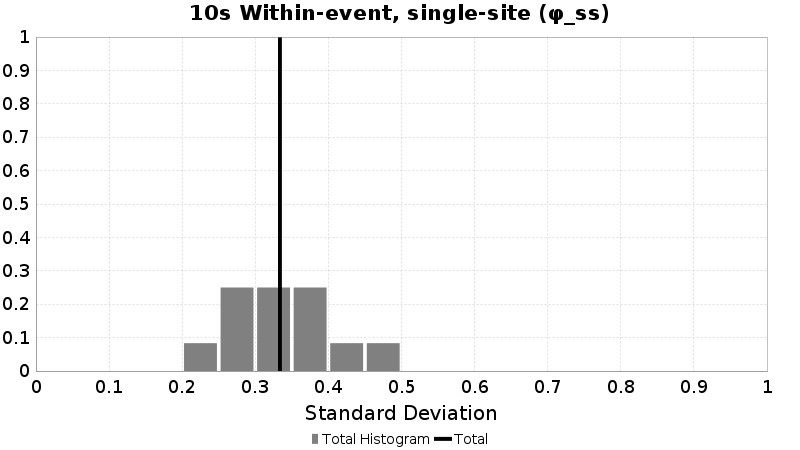 10s Within-event, single-site (φ_ss)
1
0.9
0.8
0.7
0.6
0.5
0.4
0.3
0.2
0.1
0
0 0.1 0.2 0.3 0.4 0.5 0.6 0.7 0.8 0.9 1
Standard Deviation
Total Histogram Total